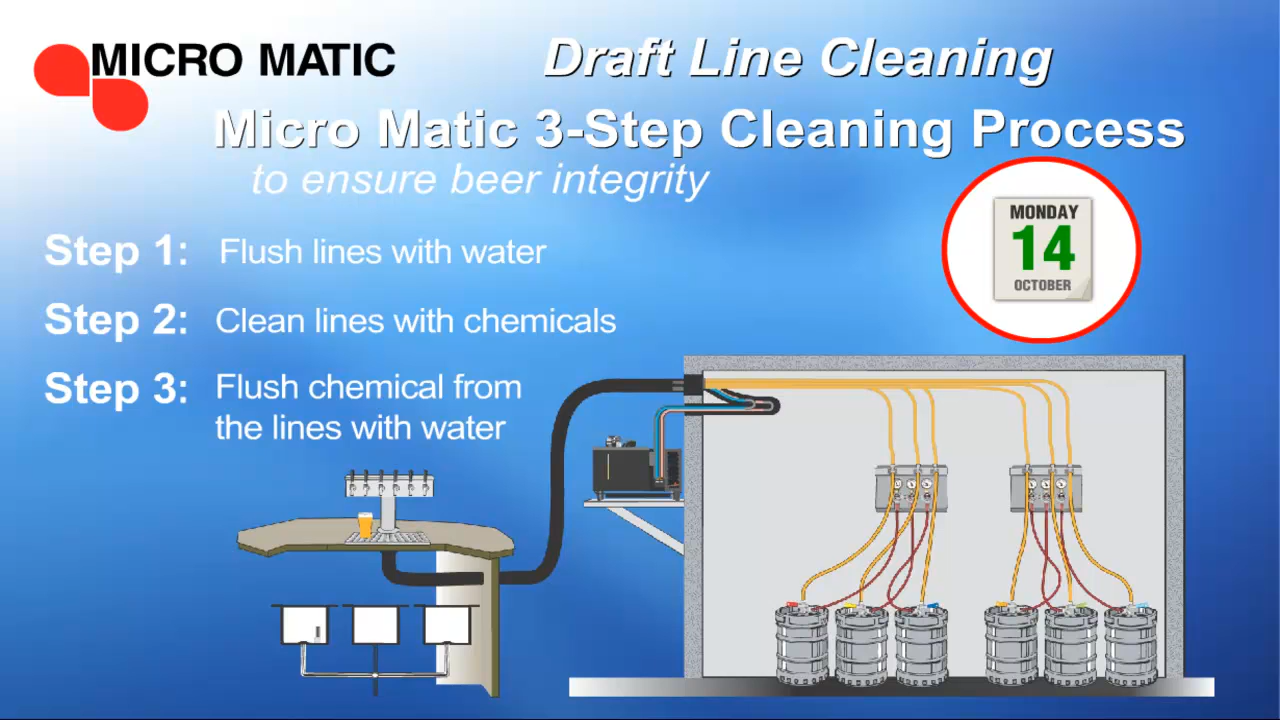 MICRO MATIC
Draft Line Cleaning
Micro Matic 3-Step Cleaning Process
to ensure beer integrity
MONDAY
14
OCTOBER
Step 1: Flush lines with water
Step 2: Clean lines with chemicals
Step 3: Flush chemical from
the lines with water